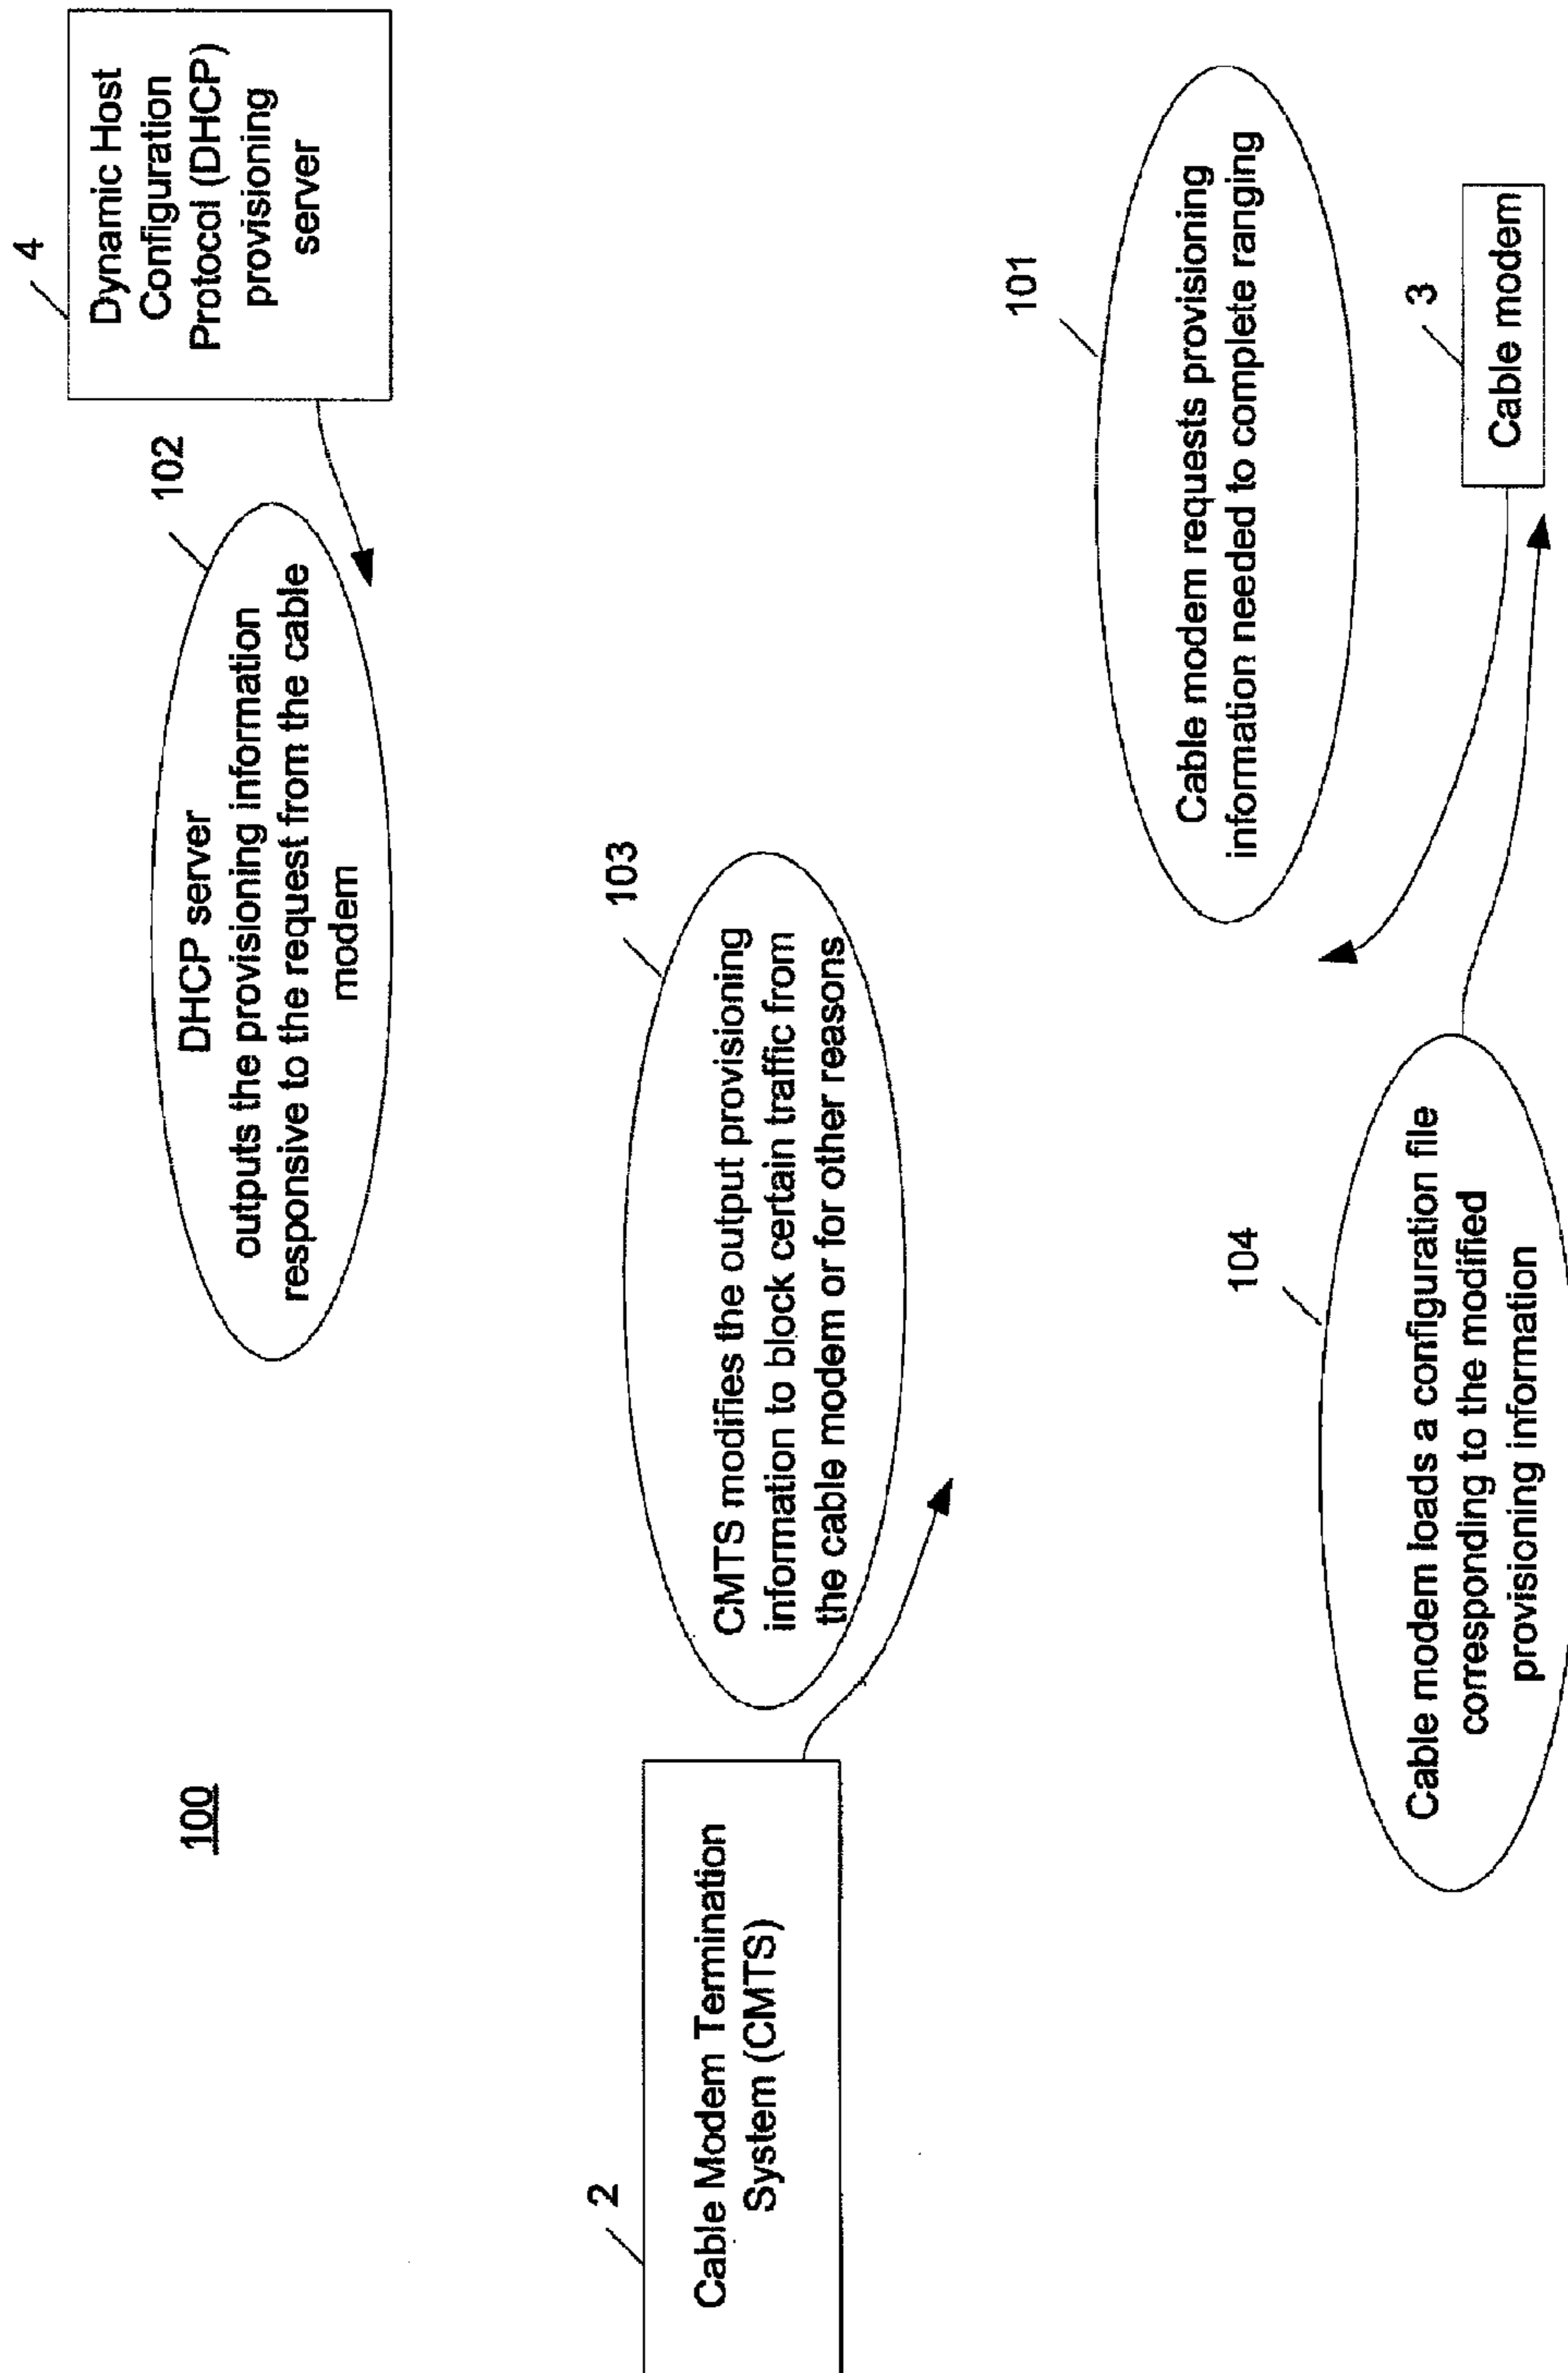 100
4
Dynamic Host
Configuration
Protocol (DHCP)
provisioning
server
102
DHCP server
outputs the provisioning information
responsive to the request from the cable
modem
2
Cable Modem Termination
System (CMTS)
103
CMTS modifies the output provisioning
information to block certain traffic from
the cable modem or for other reasons
101
Cable modem requests provisioning
information needed to complete ranging
104
Cable modem loads a configuration file
corresponding to the modified
provisioning information
3
Cable modem